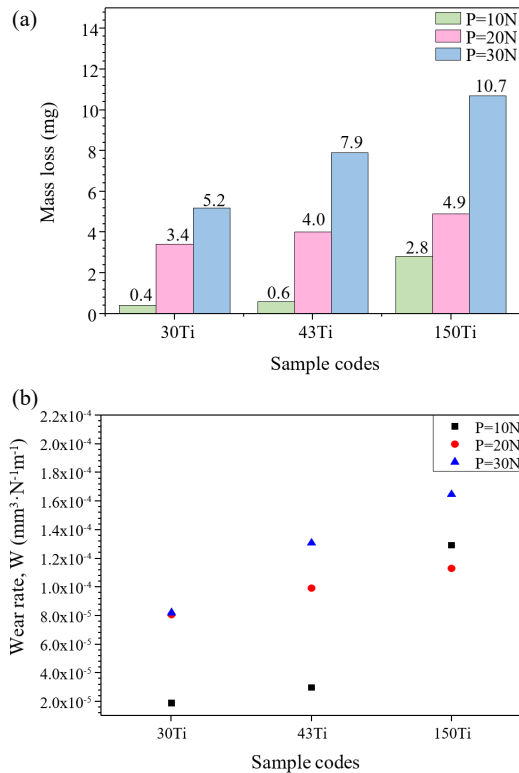 (a)
P=10N
P=20N
P=30N
14
12
10
8
6
4
2
0
Mass loss (mg)
0.4
3.4
5.2
0.6
4.0
7.9
2.8
4.9
10.7
30Ti
43Ti
150Ti
Sample codes
(b)
P=10N
P=20N
P=30N
2.2x10⁻⁴
2.0x10⁻⁴
1.8x10⁻⁴
1.6x10⁻⁴
1.4x10⁻⁴
1.2x10⁻⁴
1.0x10⁻⁴
8.0x10⁻⁵
6.0x10⁻⁵
4.0x10⁻⁵
2.0x10⁻⁵
Wear rate, W (mm³·N⁻¹m⁻¹)
30Ti
43Ti
150Ti
Sample codes